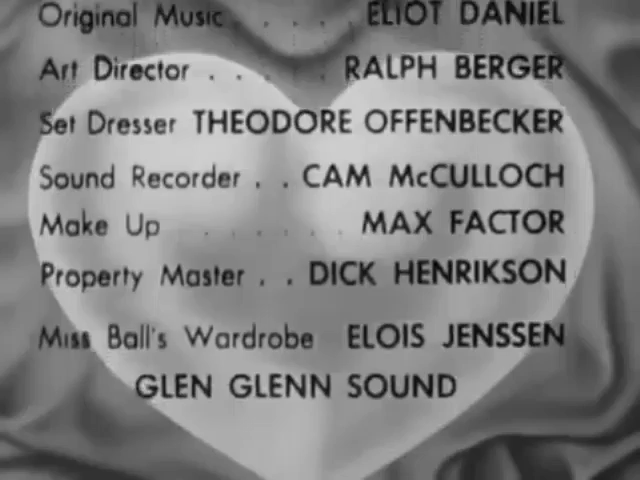 Original Music . . . . ELIOT DANIEL
Art Director . . . . . RALPH BERGER
Set Dresser THEODORE OFFENBECKER
Sound Recorder . . CAM McCULLOCH
Make Up . . . . . . MAX FACTOR
Property Master . . DICK HENRIKSON
Miss Ball's Wardrobe ELOIS JENSSEN
GLEN GLENN SOUND